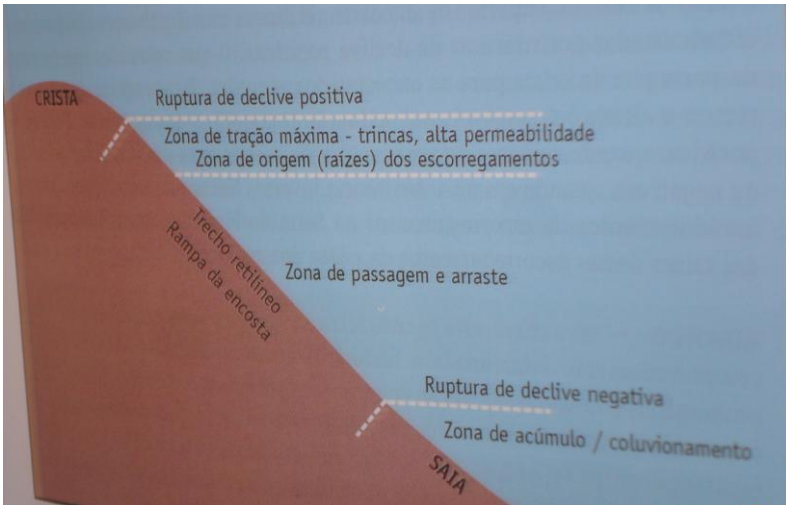 CRISTA
Ruptura de declive positiva
Zona de tração máxima - trincas, alta permeabilidade
Zona de origem (raízes) dos escorregamentos
Trecho retilíneo
Rampa da encosta
Zona de passagem e arraste
Ruptura de declive negativa
Zona de acúmulo / coluvionamento
SAIA